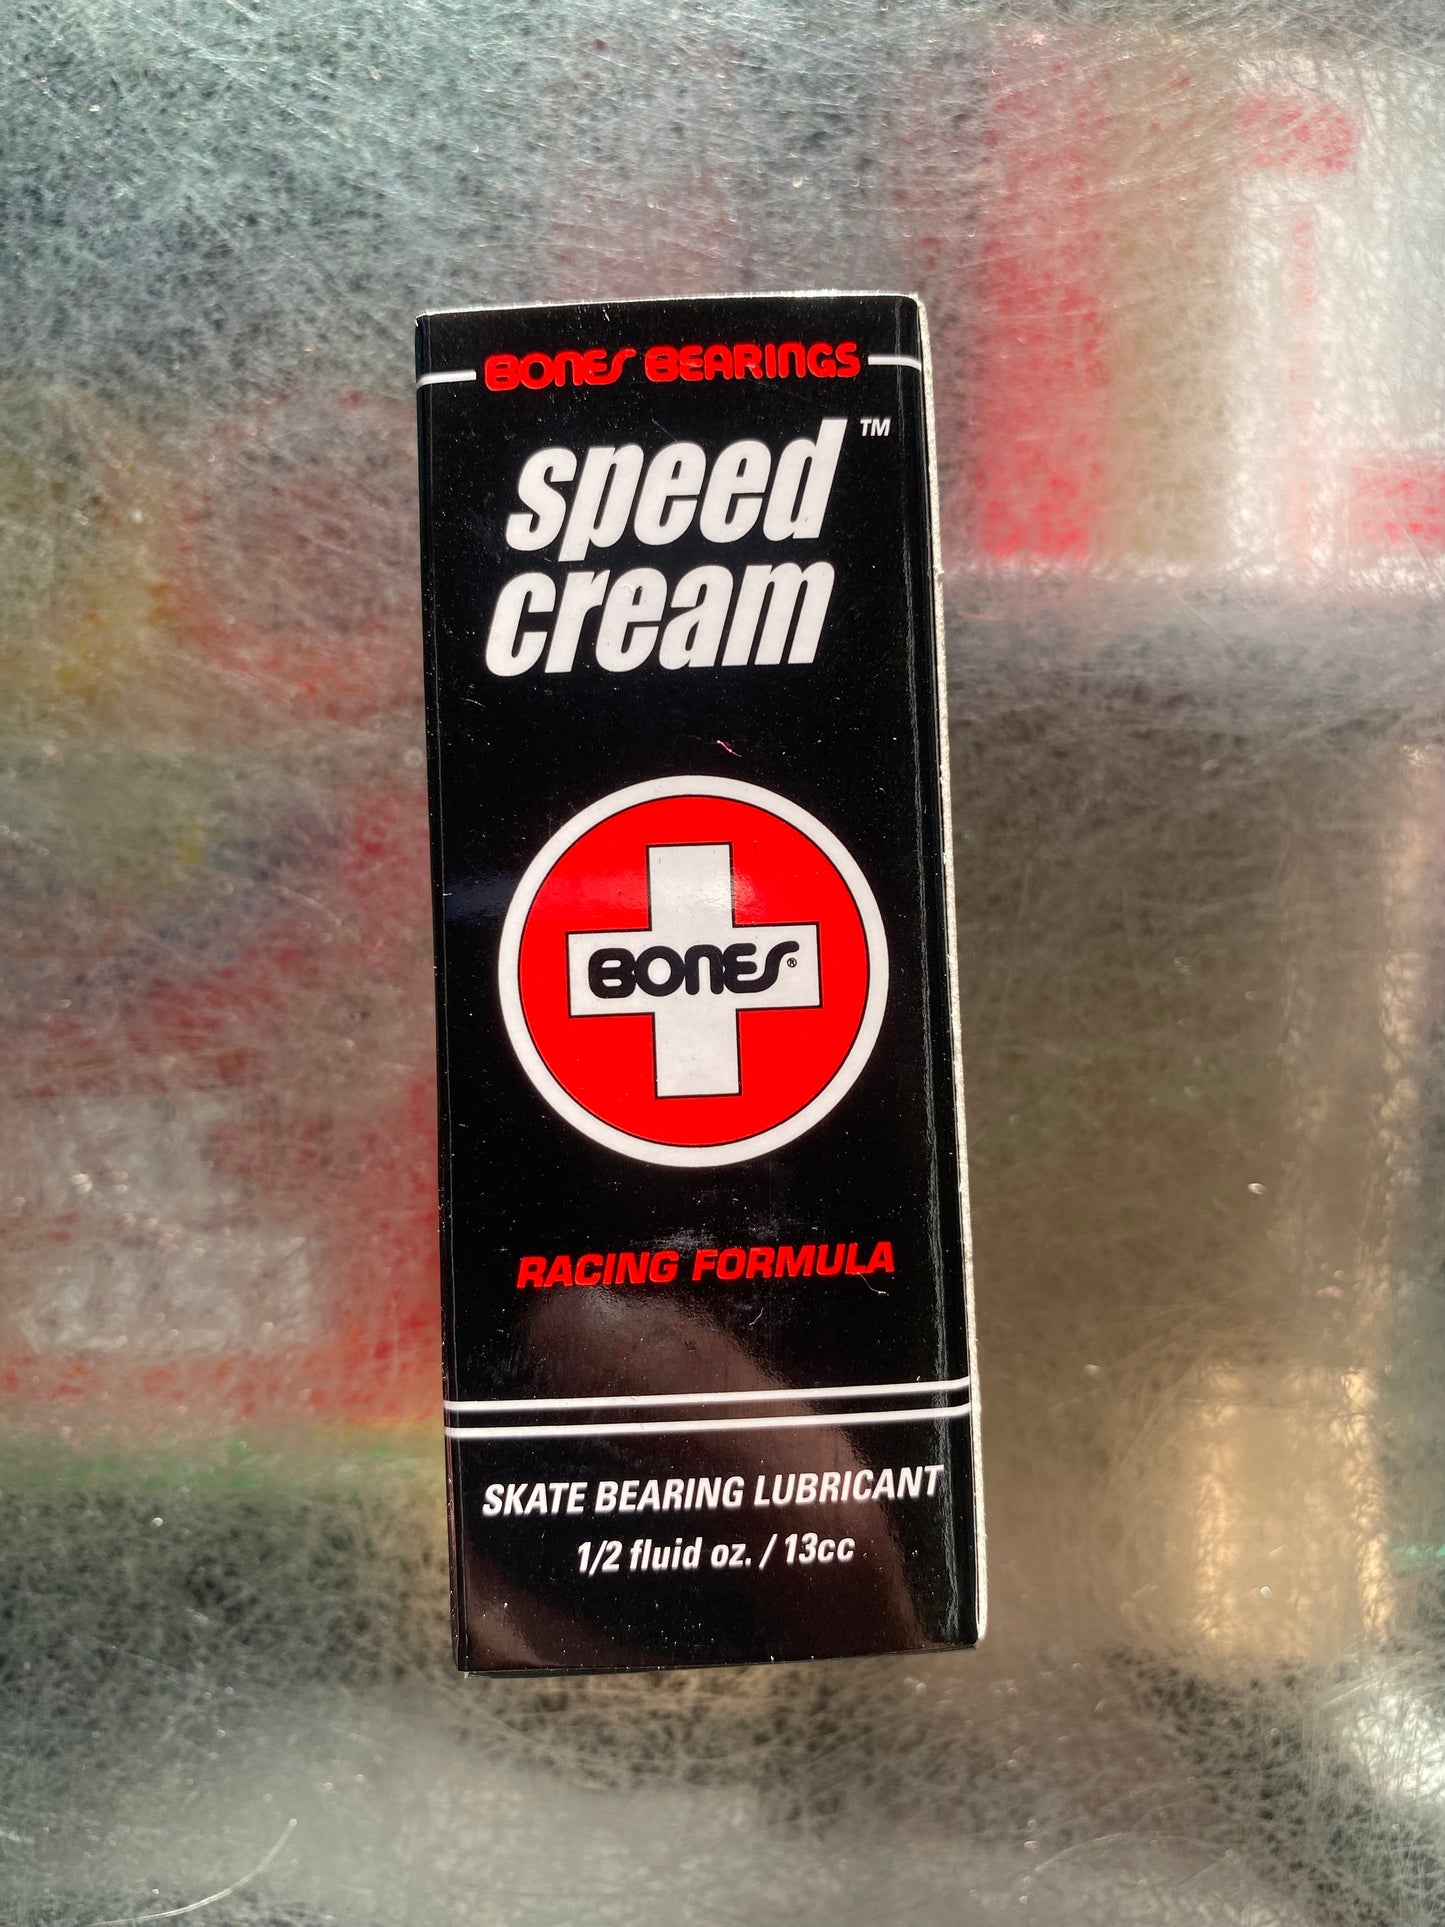 BONES BEARINGS
speed™
cream
BONES®
RACING FORMULA
SKATE BEARING LUBRICANT
1/2 fluid oz. / 13cc